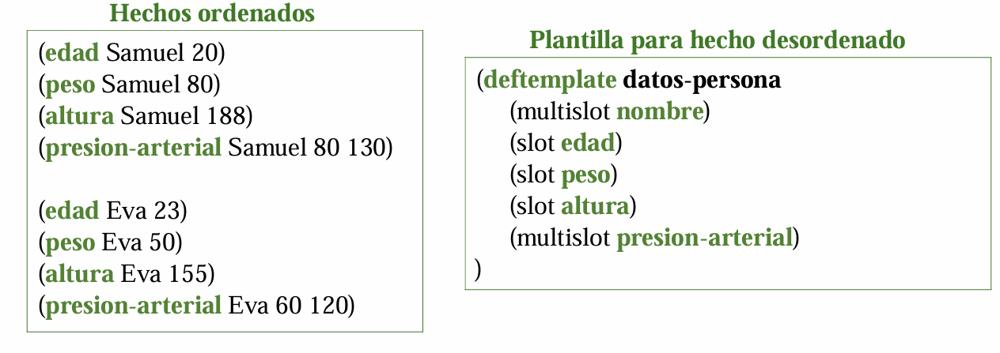 Hechos ordenados
(edad Samuel 20)
(peso Samuel 80)
(altura Samuel 188)
(presion-arterial Samuel 80 130)
(edad Eva 23)
(peso Eva 50)
(altura Eva 155)
(presion-arterial Eva 60 120)
Plantilla para hecho desordenado
(deftemplate datos-persona
(multislot nombre)
(slot edad)
(slot peso)
(slot altura)
(multislot presion-arterial)
)